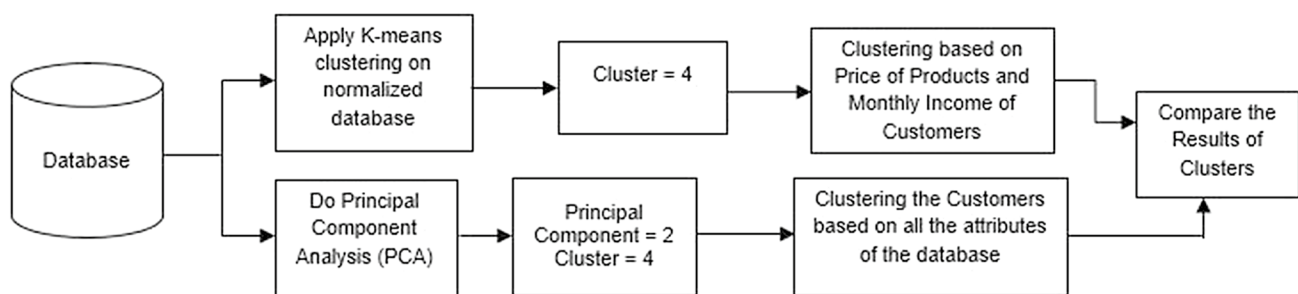 Database
Apply K-means
clustering on
normalized
database
Cluster = 4
Clustering based on
Price of Products and
Monthly Income of
Customers
Compare the
Results of
Clusters
Do Principal
Component
Analysis (PCA)
Principal
Component = 2
Cluster = 4
Clustering the Customers
based on all the attributes
of the database